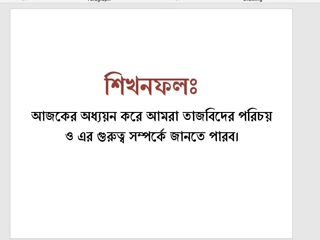 শিখনফলঃ
আজকের অধ্যয়ন করে আমরা তাজবিদের পরিচয়
ও এর গুরুত্ব সম্পর্কে জানতে পারব।